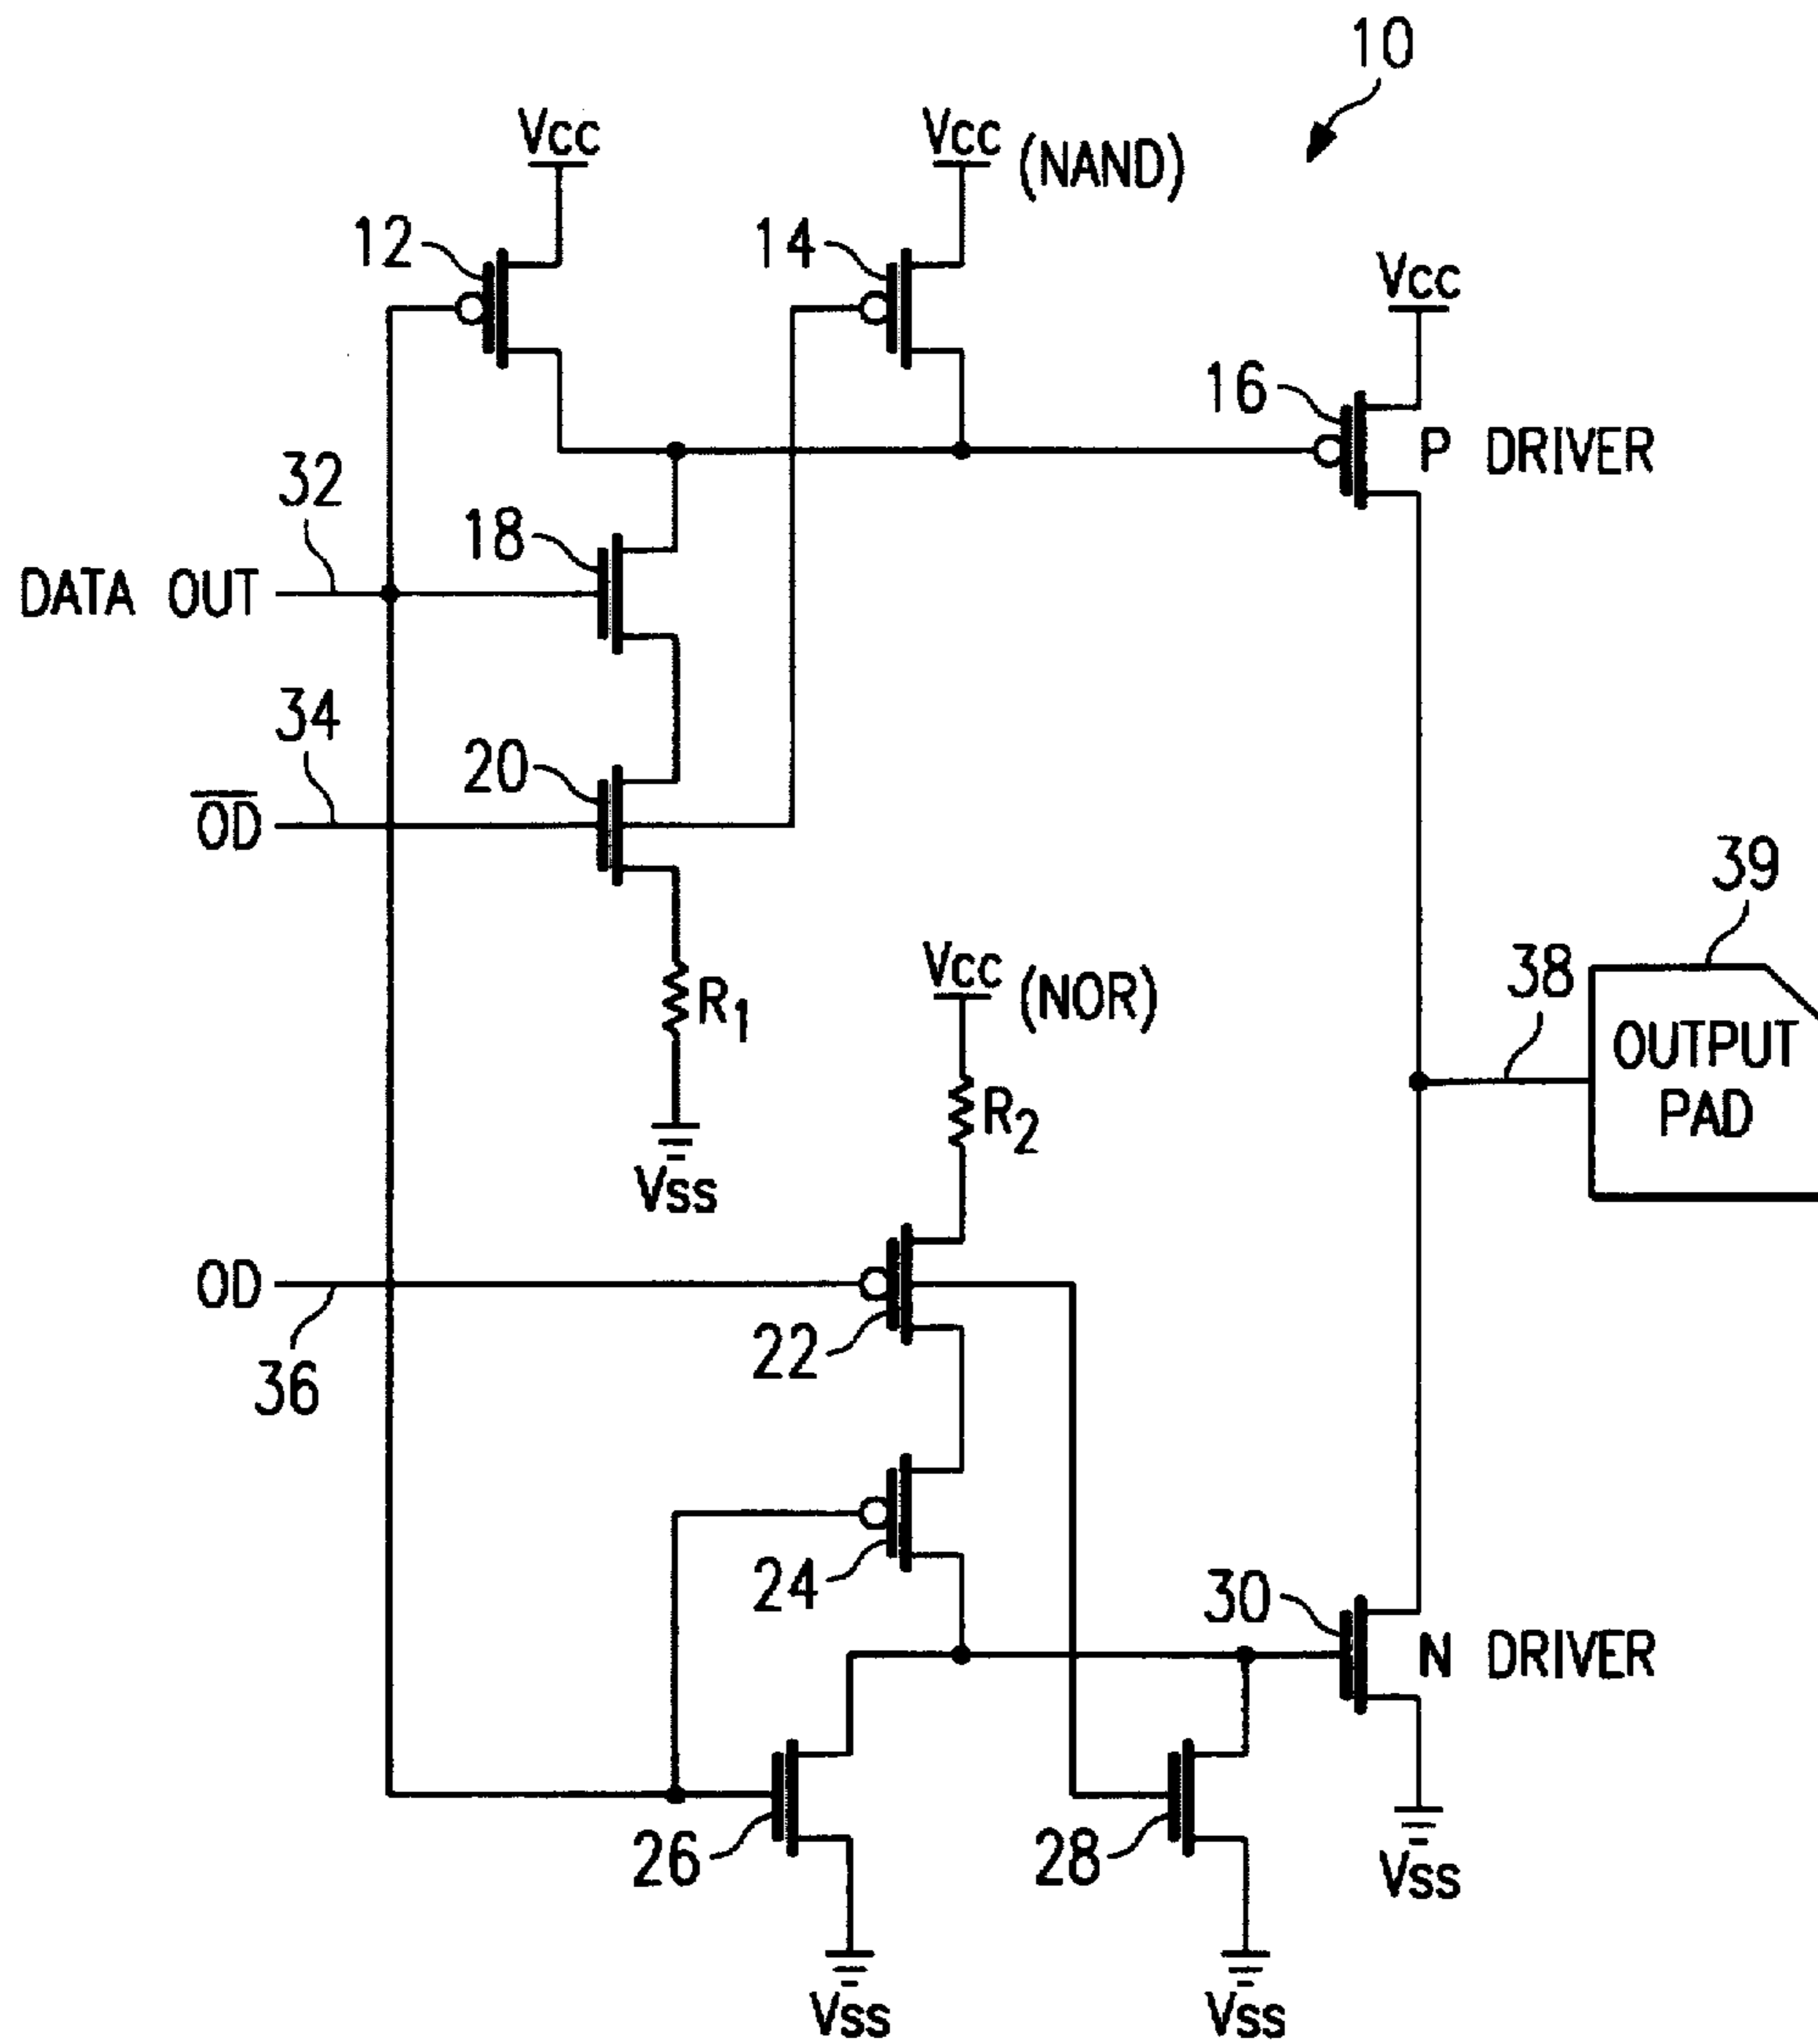 10
Vcc
Vcc (NAND)
12
14
Vcc
16
P DRIVER
32
18
DATA OUT
34
20
O̅D̅
39
Vcc (NOR)
38
R1
OUTPUT
PAD
R2
Vss
OD
22
36
24
30
N DRIVER
26
28
Vss
Vss
Vss